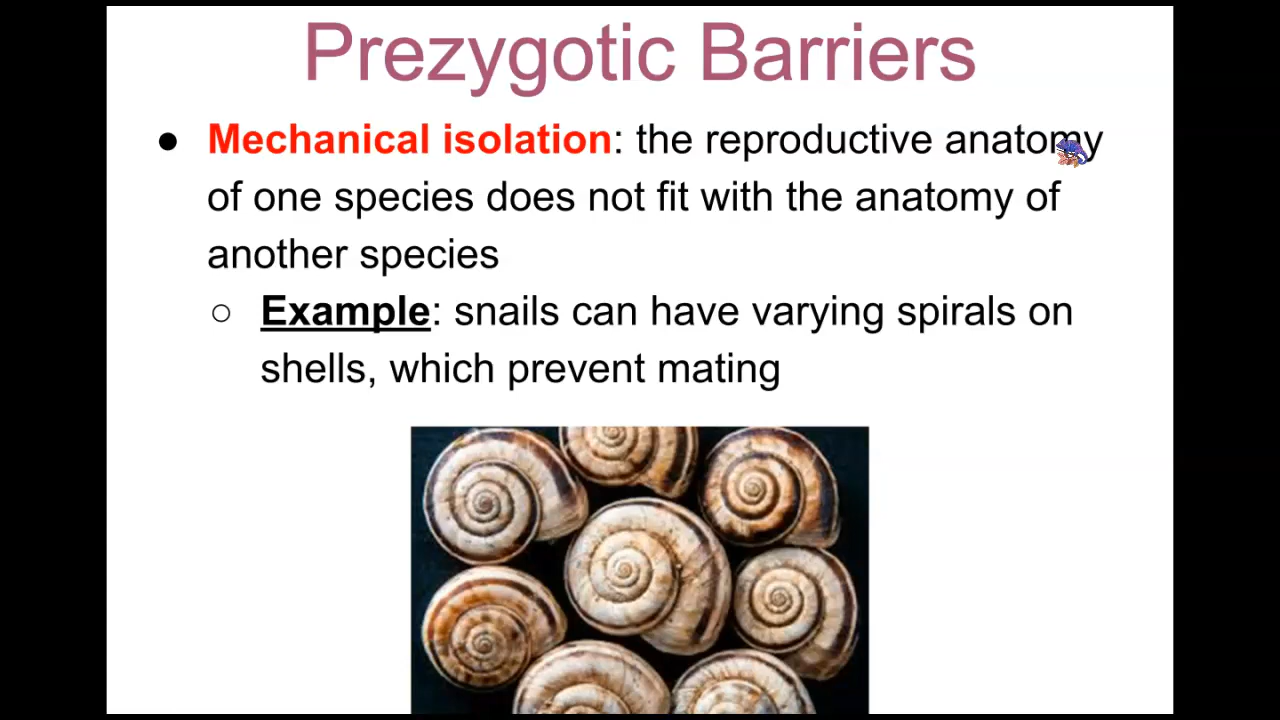 Prezygotic Barriers
● Mechanical isolation: the reproductive anatomy
of one species does not fit with the anatomy of
another species
○ Example: snails can have varying spirals on
shells, which prevent mating